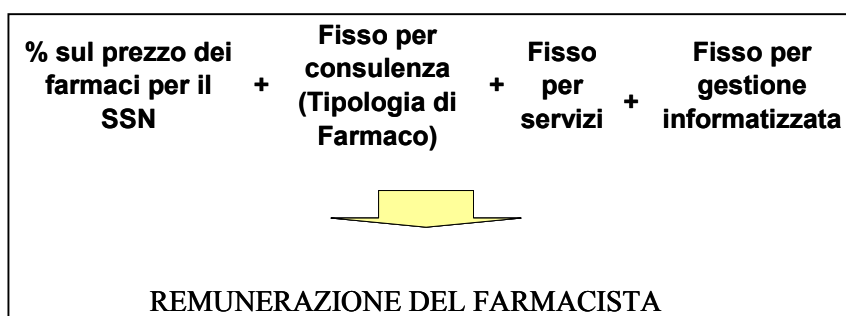 % sul prezzo dei
farmaci per il
SSN
+
Fisso per
consulenza
(Tipologia di
Farmaco)
+
Fisso
per
servizi
+
Fisso per
gestione
informatizzata
REMUNERAZIONE DEL FARMACISTA